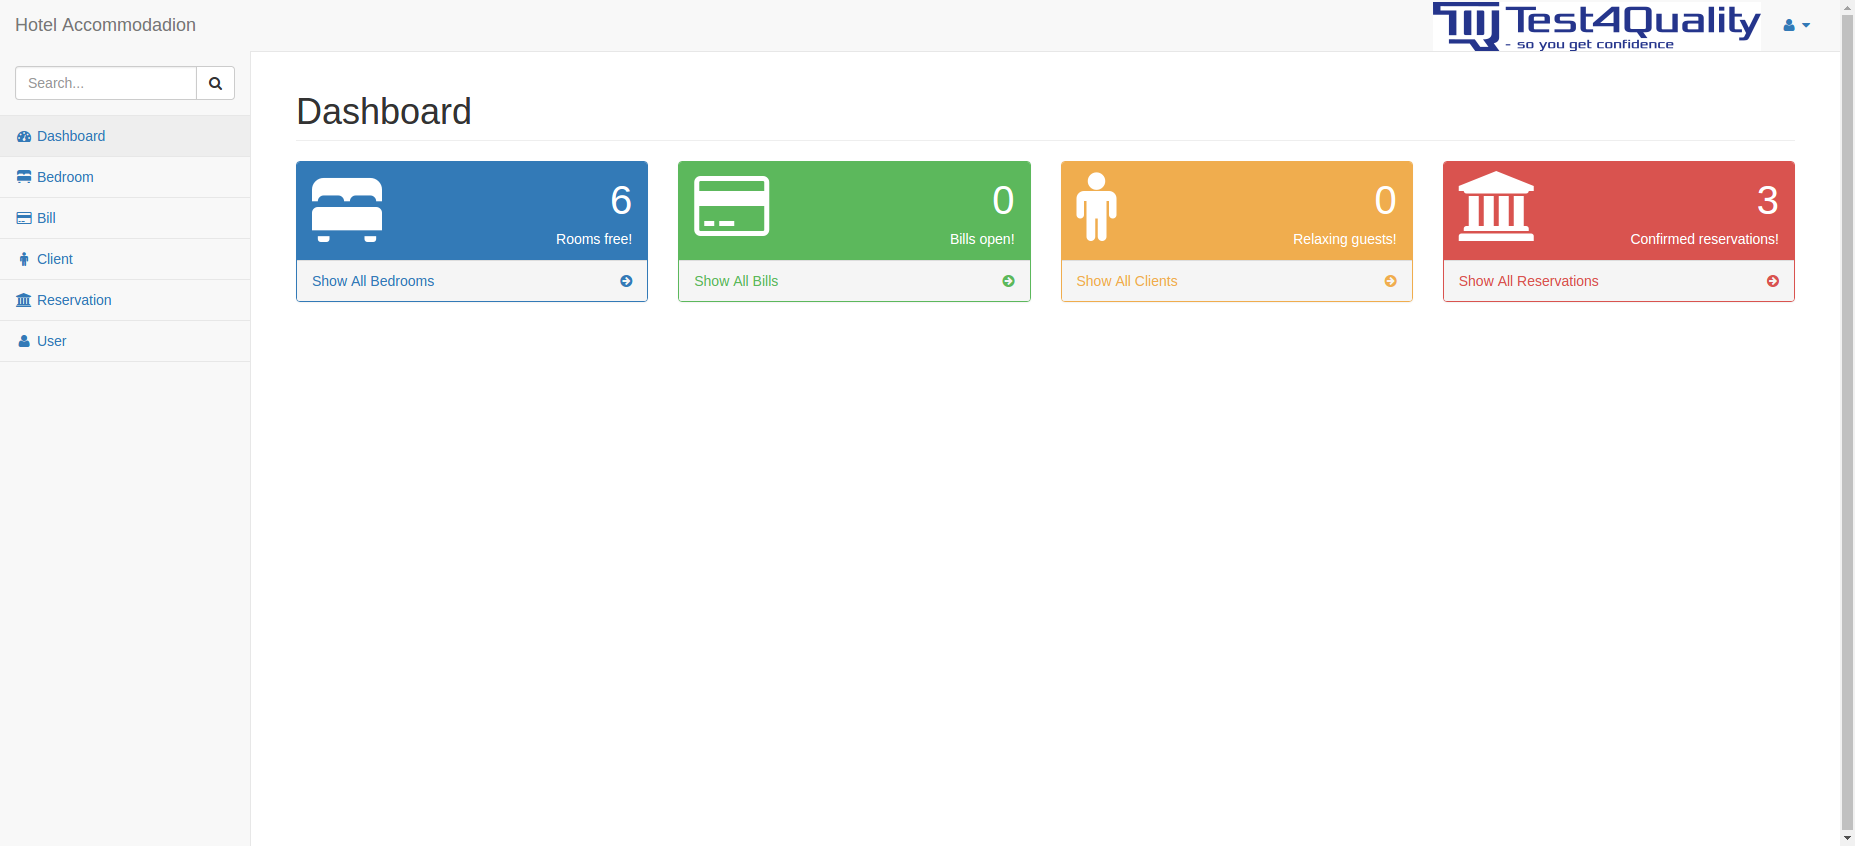 Hotel Accommodadion
Test4Quality
- so you get confidence
Search...
Dashboard
Bedroom
Bill
Client
Reservation
User
Dashboard
6
Rooms free!
Show All Bedrooms
0
Bills open!
Show All Bills
0
Relaxing guests!
Show All Clients
3
Confirmed reservations!
Show All Reservations